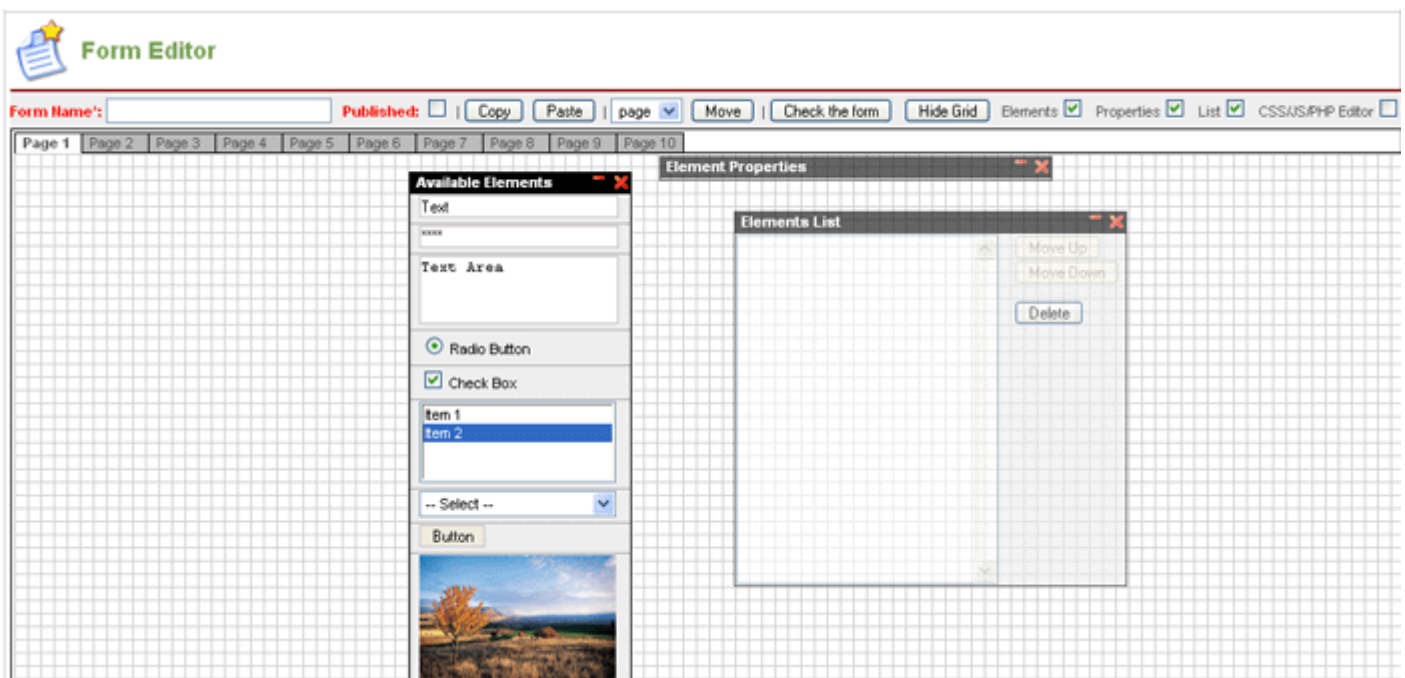 Form Editor
Form Name*: Published: | Copy Paste | page Move | Check the form Hide Grid Elements Properties List CSS/JS/PHP Editor
Page 1 Page 2 Page 3 Page 4 Page 5 Page 6 Page 7 Page 8 Page 9 Page 10
Element Properties
Available Elements
Text
****
Text Area
Radio Button
Check Box
Item 1
Item 2
-- Select --
Button
Elements List
Move Up
Move Down
Delete